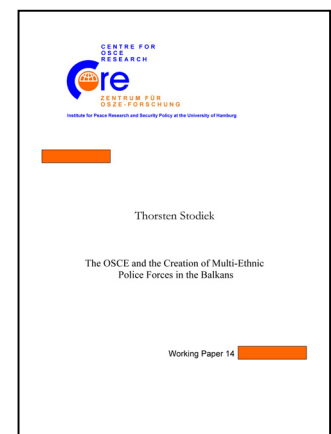 CENTRE FOR
OSCE
RESEARCH
Core
ZENTRUM FÜR
OSZE-FORSCHUNG
Institute for Peace Research and Security Policy at the University of Hamburg
Thorsten Stodiek
The OSCE and the Creation of Multi-Ethnic
Police Forces in the Balkans
Working Paper 14